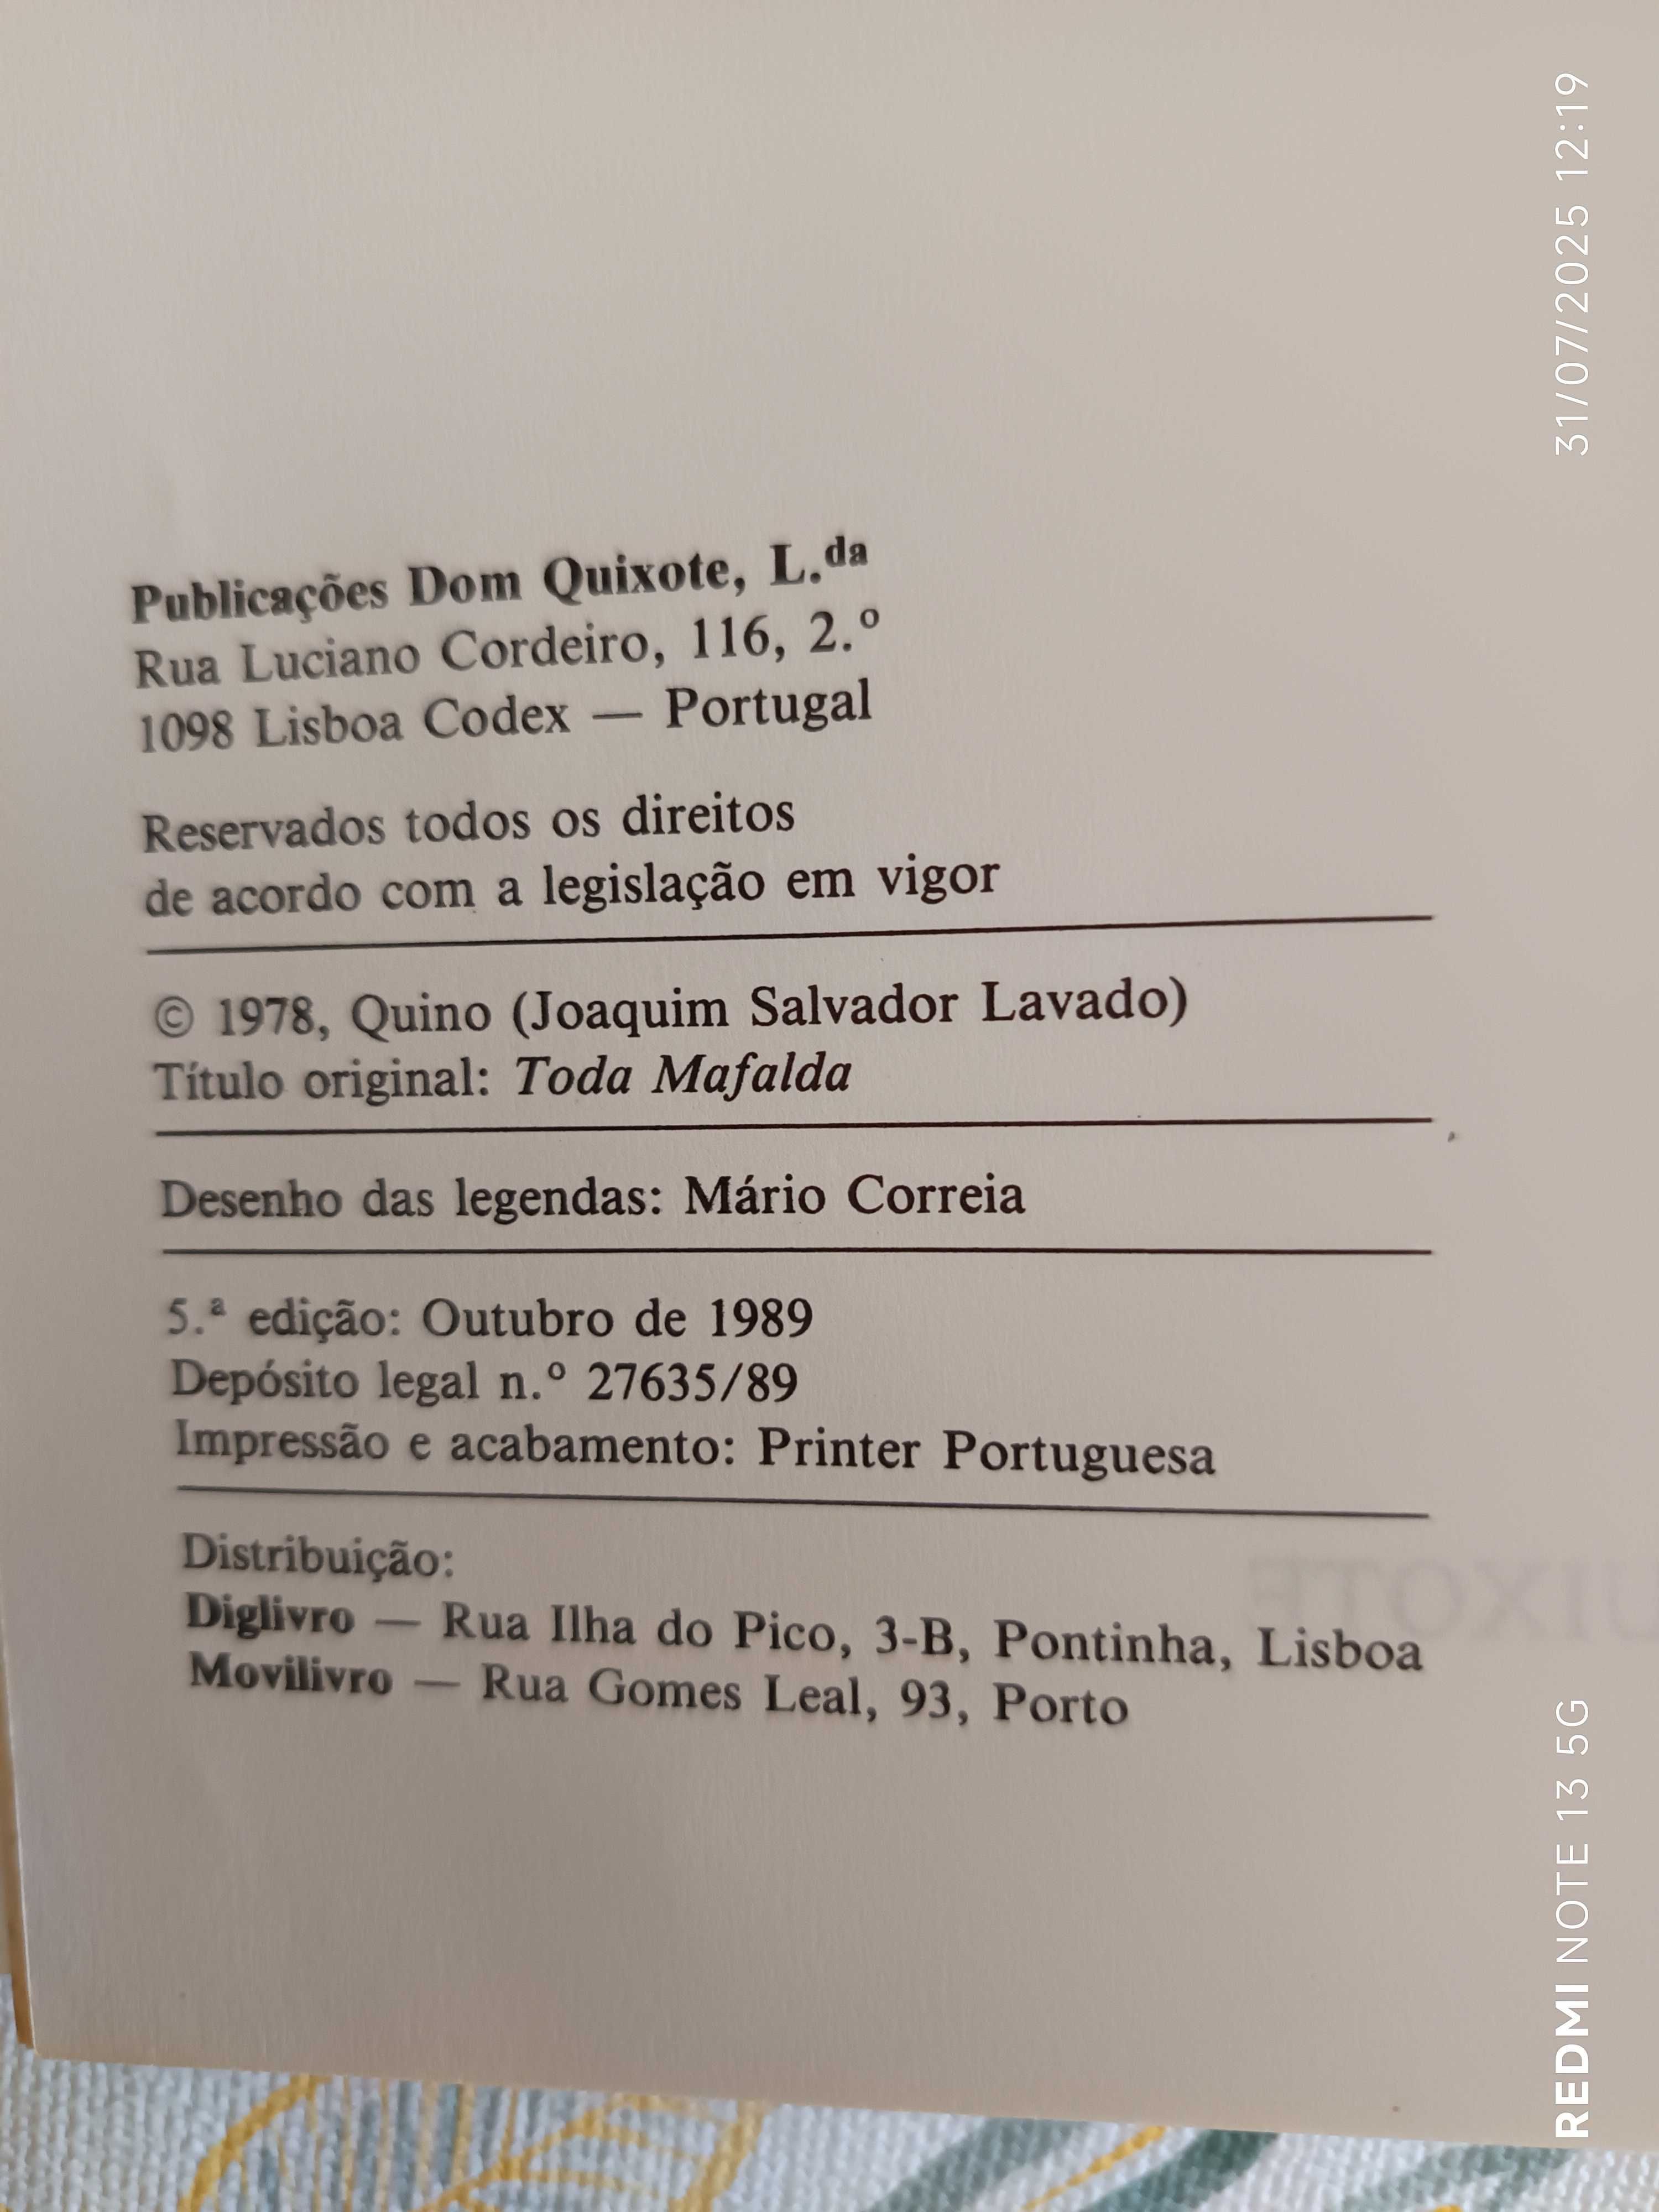 Publicações Dom Quixote, L.da
Rua Luciano Cordeiro, 116, 2.º
1098 Lisboa Codex — Portugal
Reservados todos os direitos
de acordo com a legislação em vigor
© 1978, Quino (Joaquim Salvador Lavado)
Título original: Toda Mafalda
Desenho das legendas: Mário Correia
5.ª edição: Outubro de 1989
Depósito legal n.º 27635/89
Impressão e acabamento: Printer Portuguesa
Distribuição:
Diglivro — Rua Ilha do Pico, 3-B, Pontinha, Lisboa
Movilivro — Rua Gomes Leal, 93, Porto
UIXOTE
REDMI NOTE 13 5G
31/07/2025 12:19